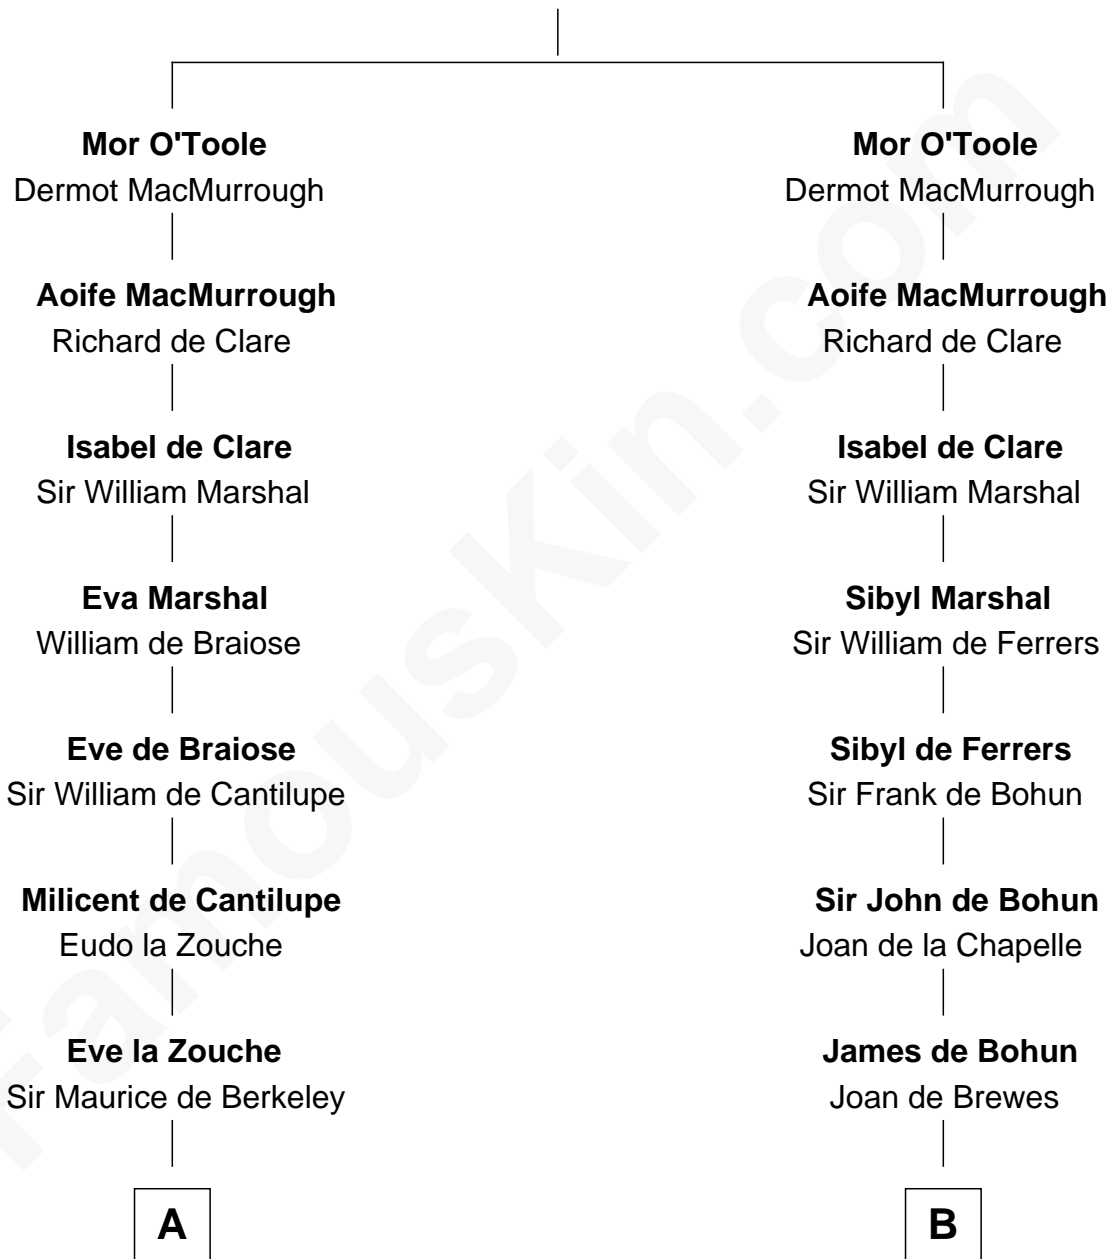 Mor O'Toole
Dermot MacMurrough
Aoife MacMurrough
Richard de Clare
Isabel de Clare
Sir William Marshal
Eva Marshal
William de Braiose
Eve de Braiose
Sir William de Cantilupe
Milicent de Cantilupe
Eudo la Zouche
Eve la Zouche
Sir Maurice de Berkeley
A
Mor O'Toole
Dermot MacMurrough
Aoife MacMurrough
Richard de Clare
Isabel de Clare
Sir William Marshal
Sibyl Marshal
Sir William de Ferrers
Sibyl de Ferrers
Sir Frank de Bohun
Sir John de Bohun
Joan de la Chapelle
James de Bohun
Joan de Brewes
B
FamousKin.com